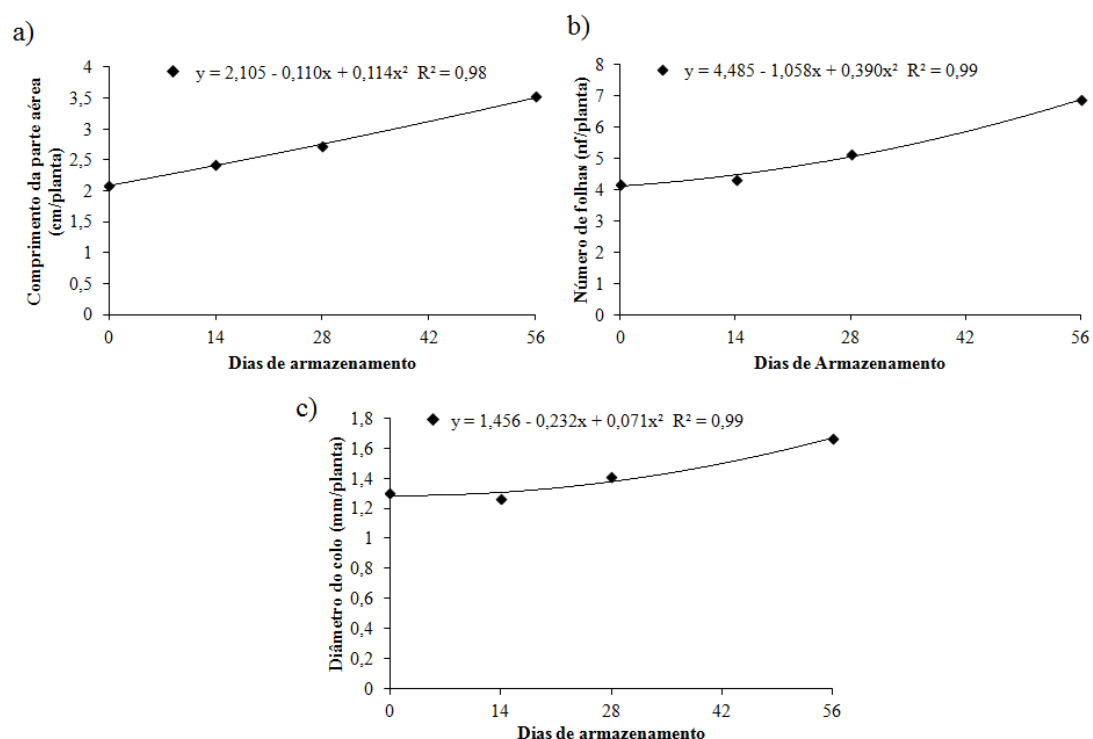 a)
y = 2,105 - 0,110x + 0,114x² R² = 0,98
4
3,5
3
2,5
2
1,5
1
0,5
0
0 14 28 42 56
Comprimento da parte aérea
(cm/planta)
Dias de armazenamento
b)
y = 4,485 - 1,058x + 0,390x² R² = 0,99
8
7
6
5
4
3
2
1
0
0 14 28 42 56
Número de folhas (nf/planta)
Dias de Armazenamento
c)
y = 1,456 - 0,232x + 0,071x² R² = 0,99
1,8
1,6
1,4
1,2
1
0,8
0,6
0,4
0,2
0
0 14 28 42 56
Diâmetro do colo (mm/planta)
Dias de armazenamento